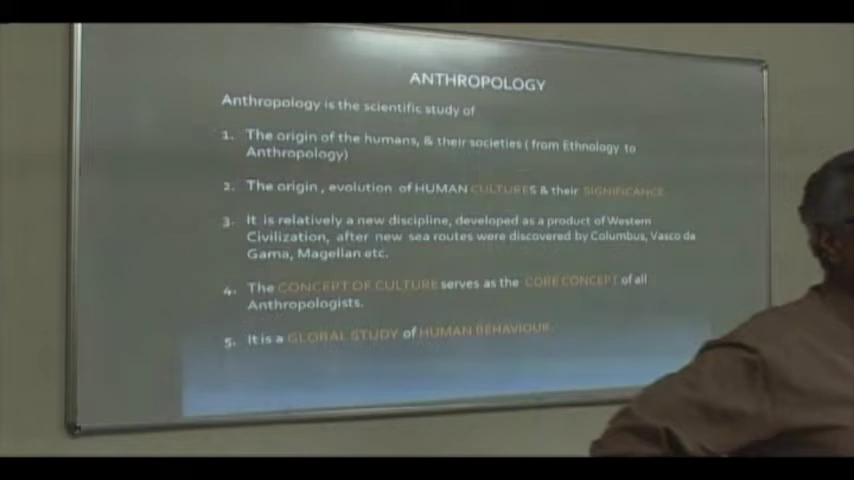 ANTHROPOLOGY
Anthropology is the scientific study of
1. The origin of the humans, & their societies ( from Ethnology to
Anthropology)
2. The origin , evolution of HUMAN CULTURES & their SIGNIFICANCE
3. It is relatively a new discipline, developed as a product of Western
Civilization, after new sea routes were discovered by Columbus, Vasco da
Gama, Magellan etc.
4. The CONCEPT OF CULTURE serves as the CORE CONCEPT of all
Anthropologists.
5. It is a GLOBAL STUDY of HUMAN BEHAVIOUR.